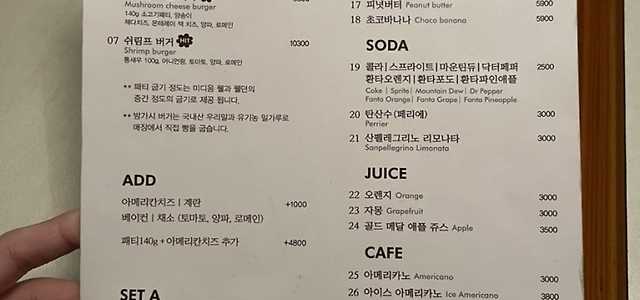 Mushroom cheese burger
140g 소고기패티, 양송이
체다치즈, 몬테레이 잭 치즈, 양파, 로메인
07 쉬림프 버거 HIT 10300
Shrimp burger
통새우 100g, 어니언링, 토마토, 양파, 로메인
** 패티 굽기 정도는 미디움 웰과 웰던의
중간 정도의 굽기로 제공 됩니다.
** 밤가시 버거는 국내산 우리밀과 유기농 밀가루로
매장에서 직접 빵을 굽습니다.
ADD
아메리칸치즈 | 계란 +1000
베이컨 | 채소 (토마토, 양파, 로메인)
패티140g + 아메리칸치즈 추가 +4800
SET A
17 피넛버터 Peanut butter 5900
18 초코바나나 Choco banana 5900
SODA
19 콜라 | 스프라이트 | 마운틴듀 | 닥터페퍼 2500
환타오렌지 | 환타포도 | 환타파인애플
Coke | Sprite | Mountain Dew | Dr Pepper
Fanta Orange | Fanta Grape | Fanta Pineapple
20 탄산수 (페리에) 3000
Perrier
21 산펠레그리노 리모나타 3000
Sanpellegrino Limonata
JUICE
22 오렌지 Orange 3000
23 자몽 Grapefruit 3000
24 골드 메달 애플 쥬스 Apple 3500
CAFE
25 아메리카노 Americano 3000
26 아이스 아메리카노 Ice Americano 3800